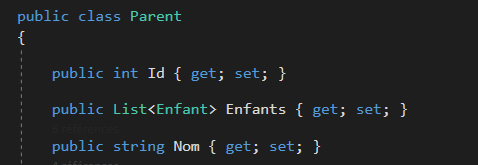 public class Parent
{
public int Id { get; set; }
public List<Enfant> Enfants { get; set; }
public string Nom { get; set; }